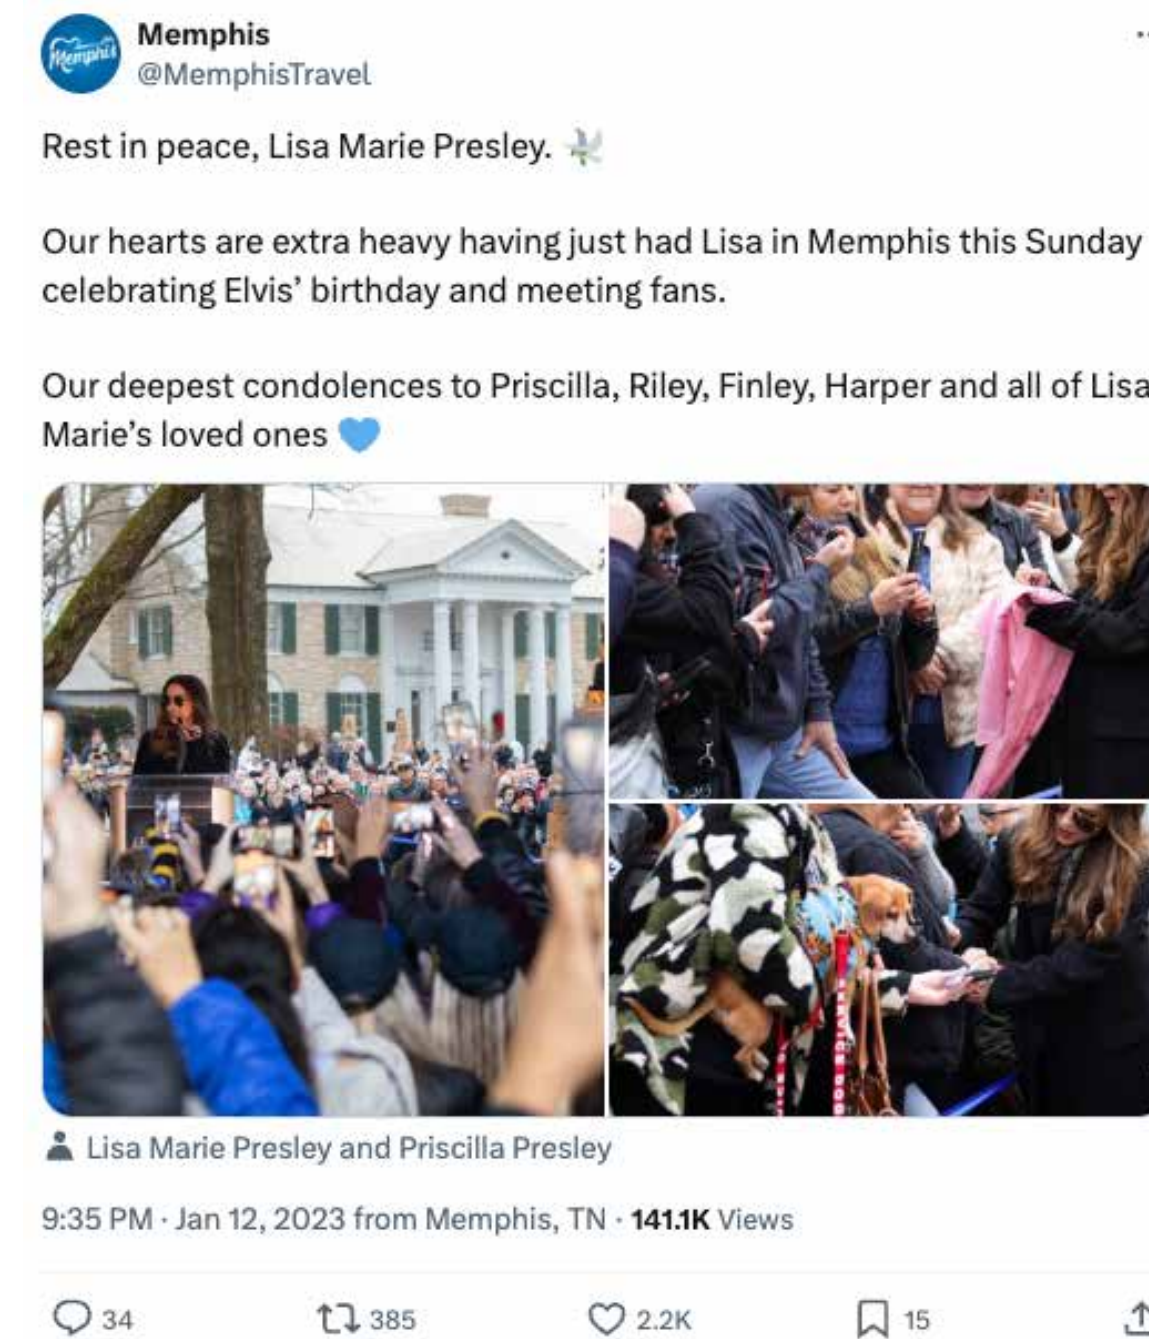 Memphis
Memphis
@MemphisTravel
Rest in peace, Lisa Marie Presley. 🕊
Our hearts are extra heavy having just had Lisa in Memphis this Sunday
celebrating Elvis’ birthday and meeting fans.
Our deepest condolences to Priscilla, Riley, Finley, Harper and all of Lisa
Marie’s loved ones 💙
Lisa Marie Presley and Priscilla Presley
9:35 PM · Jan 12, 2023 from Memphis, TN · 141.1K Views
34 385 2.2K 15